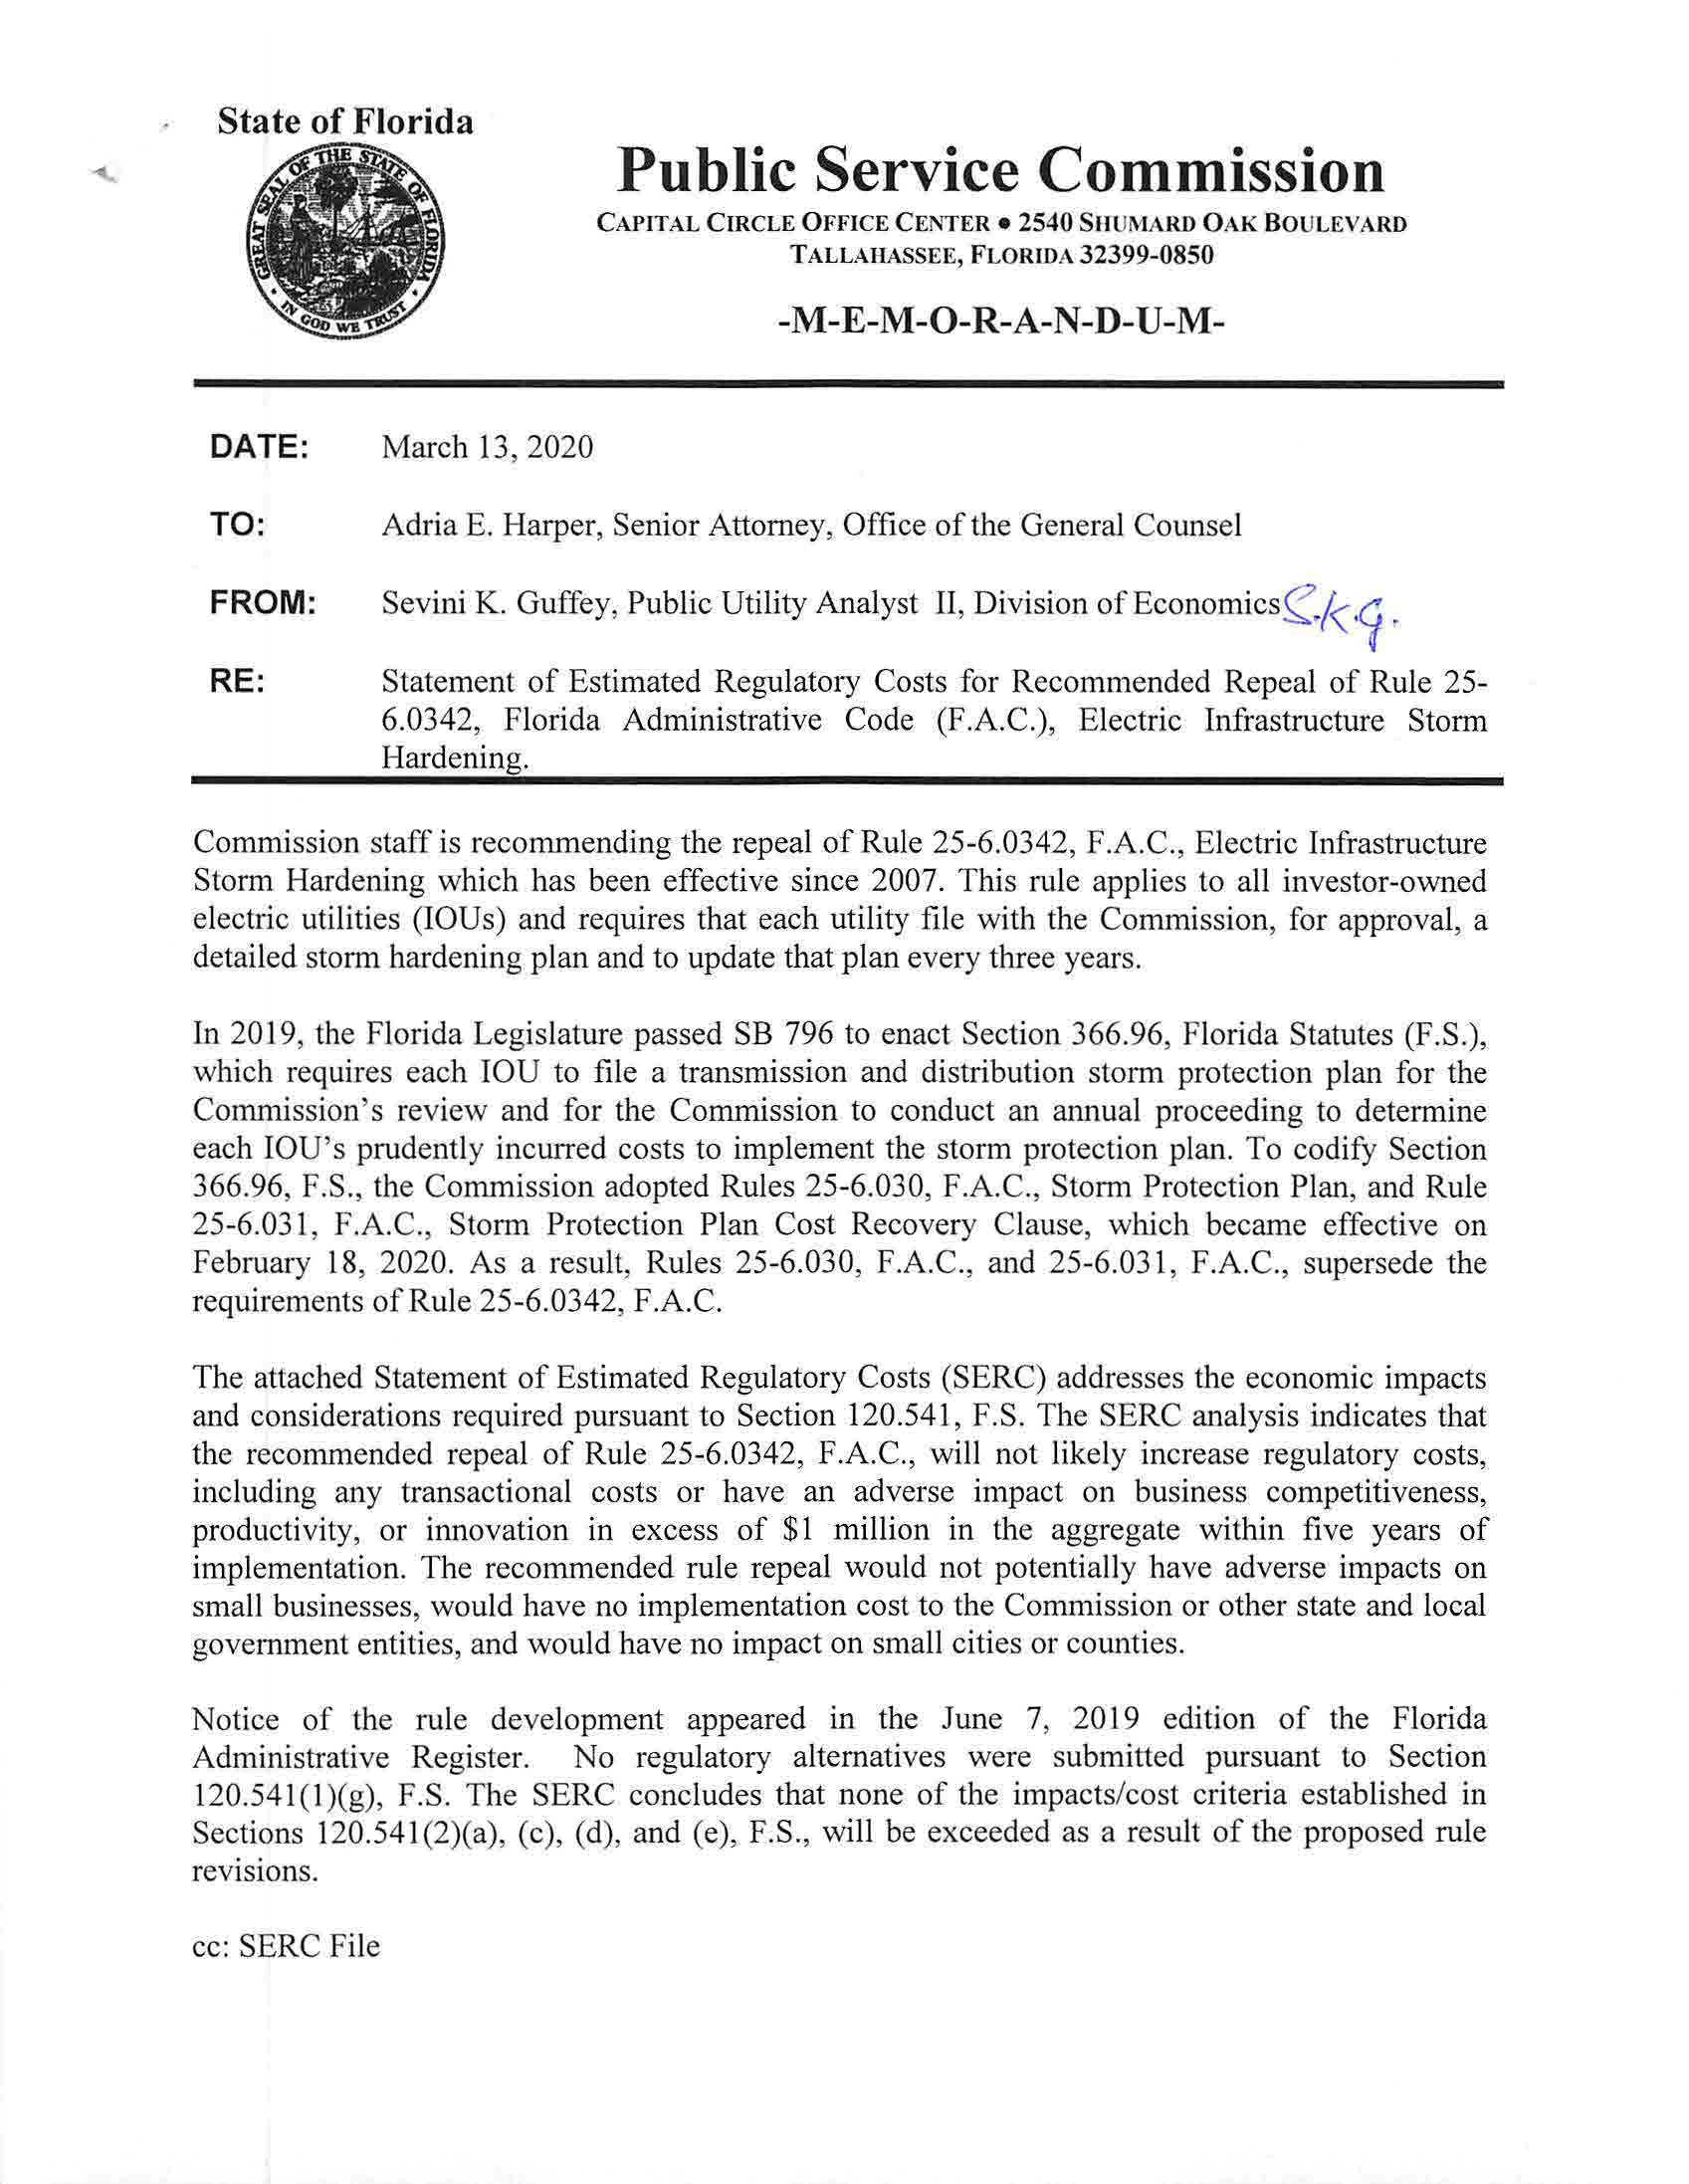 State of Florida
GREAT SEAL OF THE STATE OF FLORIDA
IN GOD WE TRUST
Public Service Commission
CAPITAL CIRCLE OFFICE CENTER ● 2540 SHUMARD OAK BOULEVARD
TALLAHASSEE, FLORIDA 32399-0850
-M-E-M-O-R-A-N-D-U-M-
DATE: March 13, 2020
TO: Adria E. Harper, Senior Attorney, Office of the General Counsel
FROM: Sevini K. Guffey, Public Utility Analyst II, Division of Economics S.K.G.
RE: Statement of Estimated Regulatory Costs for Recommended Repeal of Rule 25-
6.0342, Florida Administrative Code (F.A.C.), Electric Infrastructure Storm
Hardening.
Commission staff is recommending the repeal of Rule 25-6.0342, F.A.C., Electric Infrastructure
Storm Hardening which has been effective since 2007. This rule applies to all investor-owned
electric utilities (IOUs) and requires that each utility file with the Commission, for approval, a
detailed storm hardening plan and to update that plan every three years.
In 2019, the Florida Legislature passed SB 796 to enact Section 366.96, Florida Statutes (F.S.),
which requires each IOU to file a transmission and distribution storm protection plan for the
Commission's review and for the Commission to conduct an annual proceeding to determine
each IOU's prudently incurred costs to implement the storm protection plan. To codify Section
366.96, F.S., the Commission adopted Rules 25-6.030, F.A.C., Storm Protection Plan, and Rule
25-6.031, F.A.C., Storm Protection Plan Cost Recovery Clause, which became effective on
February 18, 2020. As a result, Rules 25-6.030, F.A.C., and 25-6.031, F.A.C., supersede the
requirements of Rule 25-6.0342, F.A.C.
The attached Statement of Estimated Regulatory Costs (SERC) addresses the economic impacts
and considerations required pursuant to Section 120.541, F.S. The SERC analysis indicates that
the recommended repeal of Rule 25-6.0342, F.A.C., will not likely increase regulatory costs,
including any transactional costs or have an adverse impact on business competitiveness,
productivity, or innovation in excess of $1 million in the aggregate within five years of
implementation. The recommended rule repeal would not potentially have adverse impacts on
small businesses, would have no implementation cost to the Commission or other state and local
government entities, and would have no impact on small cities or counties.
Notice of the rule development appeared in the June 7, 2019 edition of the Florida
Administrative Register. No regulatory alternatives were submitted pursuant to Section
120.541(1)(g), F.S. The SERC concludes that none of the impacts/cost criteria established in
Sections 120.541(2)(a), (c), (d), and (e), F.S., will be exceeded as a result of the proposed rule
revisions.
cc: SERC File